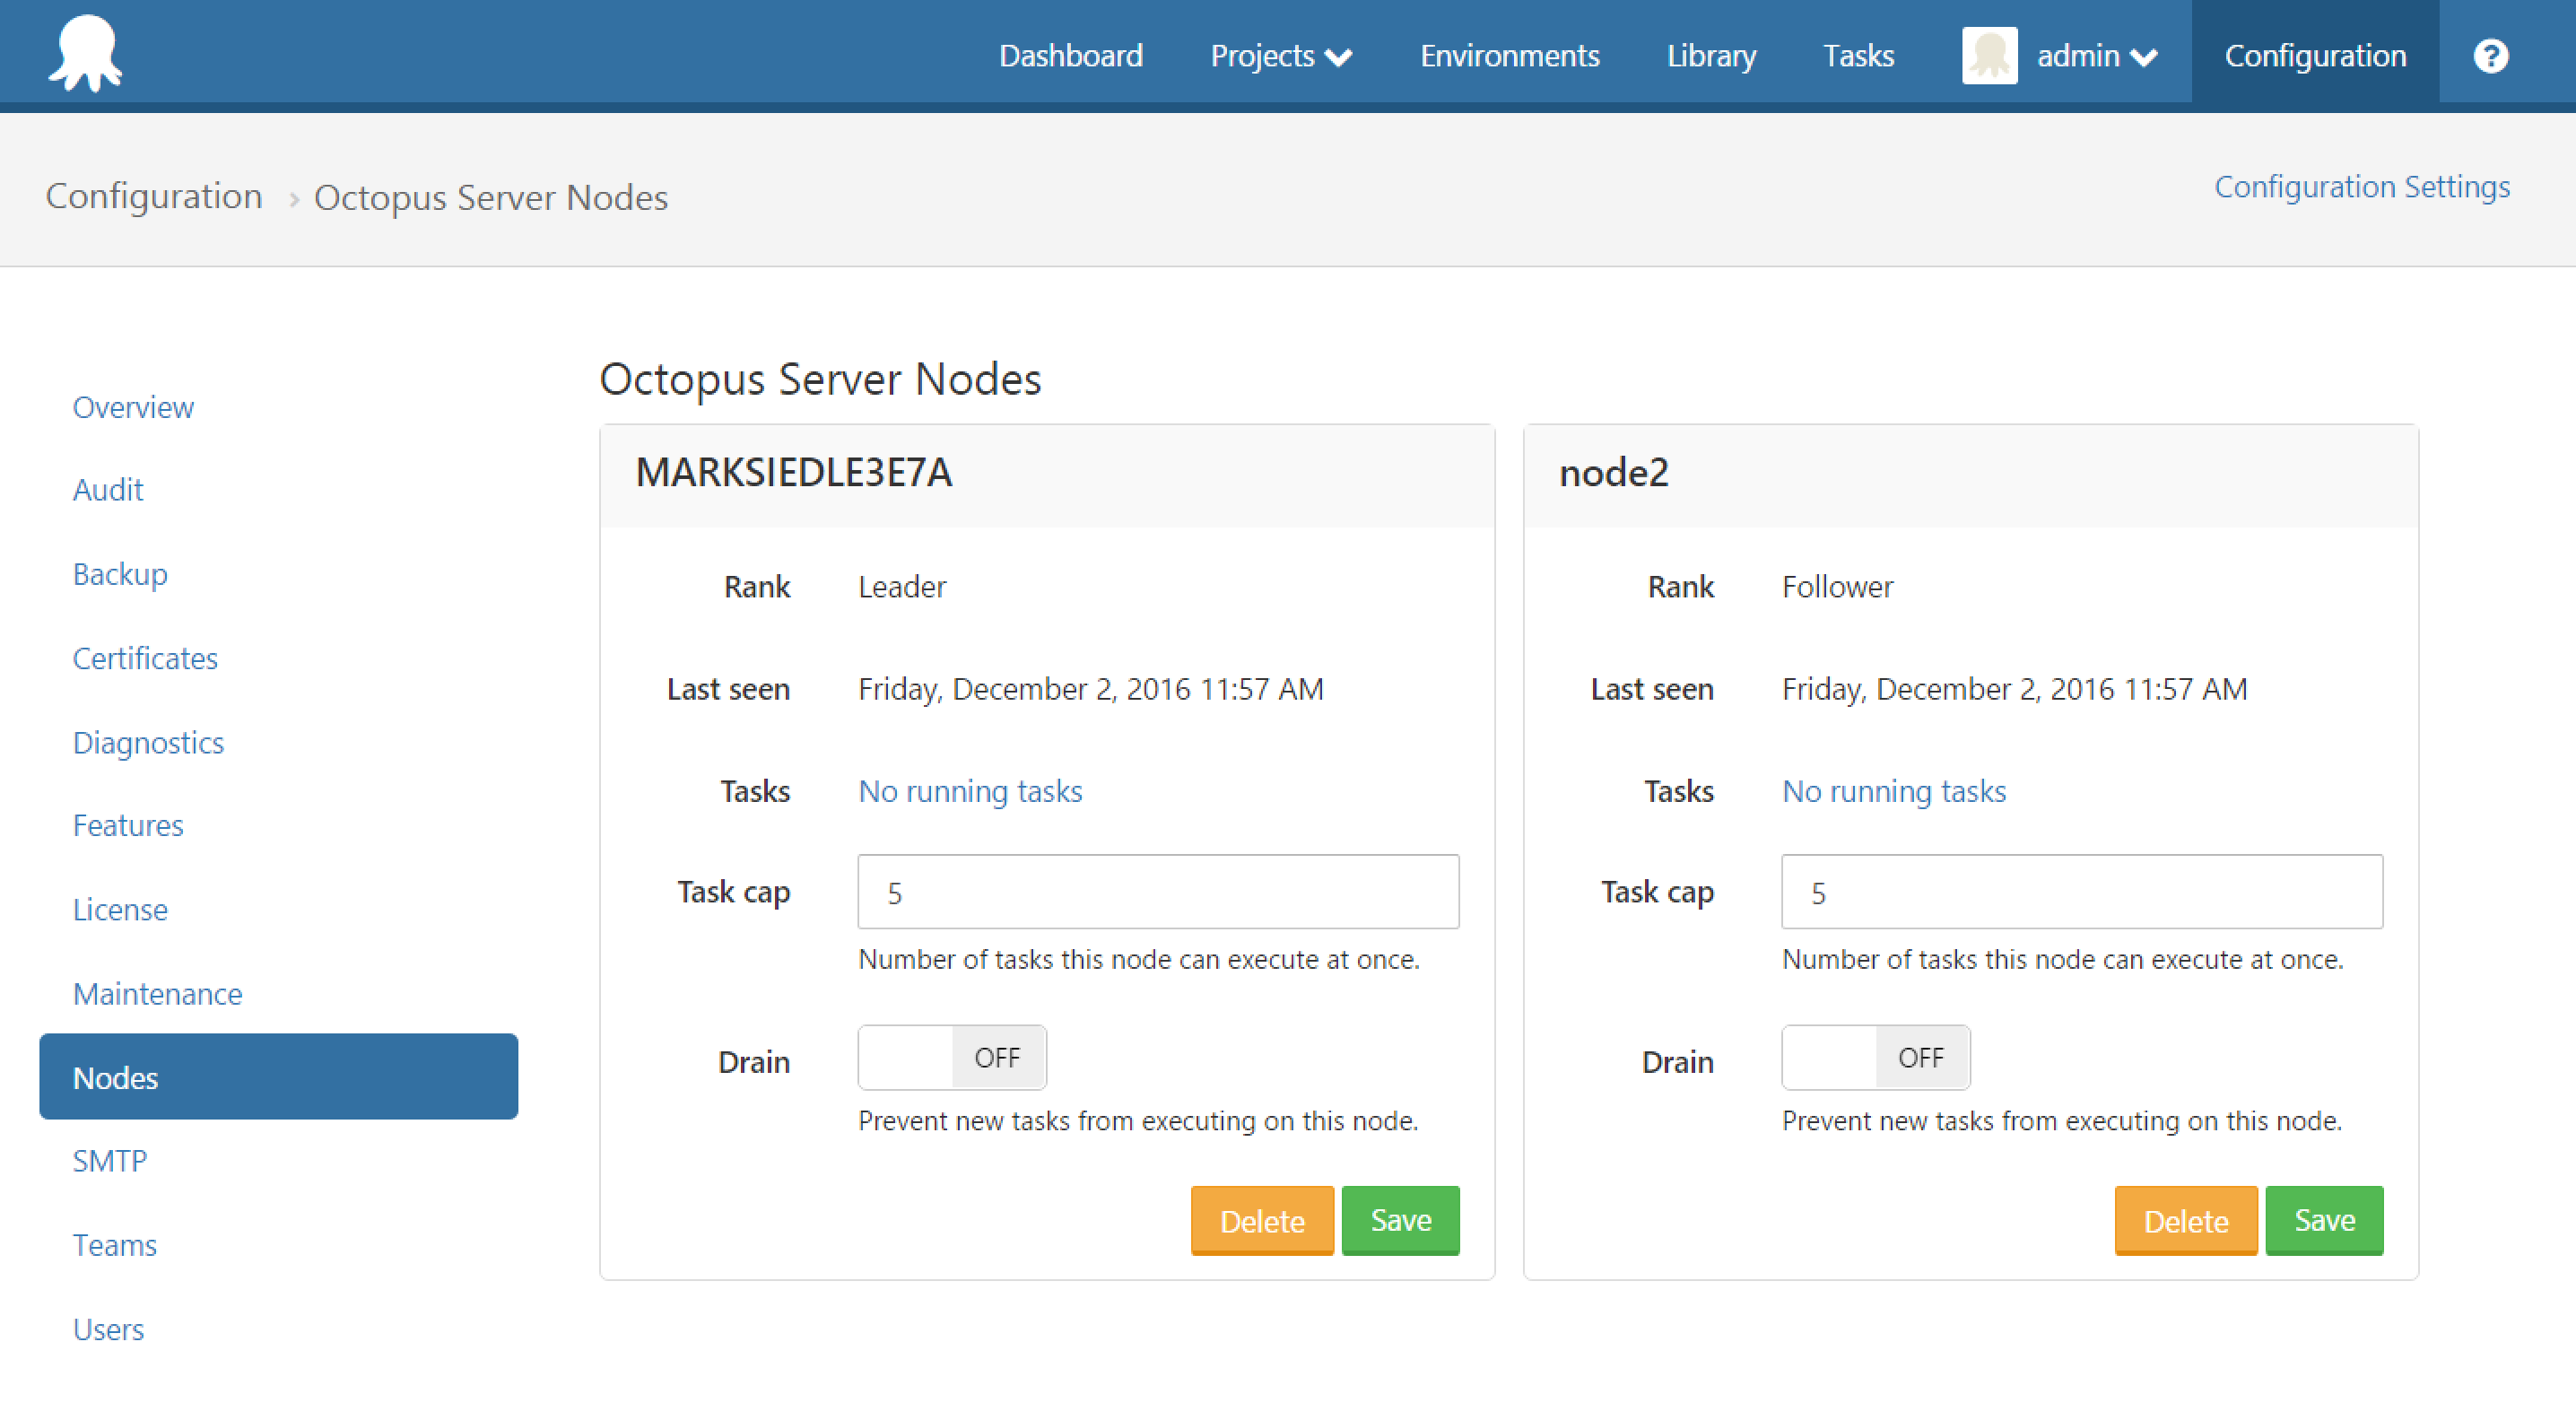 Dashboard Projects Environments Library Tasks admin Configuration ?
Configuration › Octopus Server Nodes
Configuration Settings
Overview
Audit
Backup
Certificates
Diagnostics
Features
License
Maintenance
Nodes
SMTP
Teams
Users
Octopus Server Nodes
MARKSIEDLE3E7A
Rank Leader
Last seen Friday, December 2, 2016 11:57 AM
Tasks No running tasks
Task cap 5
Number of tasks this node can execute at once.
Drain OFF
Prevent new tasks from executing on this node.
Delete Save
node2
Rank Follower
Last seen Friday, December 2, 2016 11:57 AM
Tasks No running tasks
Task cap 5
Number of tasks this node can execute at once.
Drain OFF
Prevent new tasks from executing on this node.
Delete Save